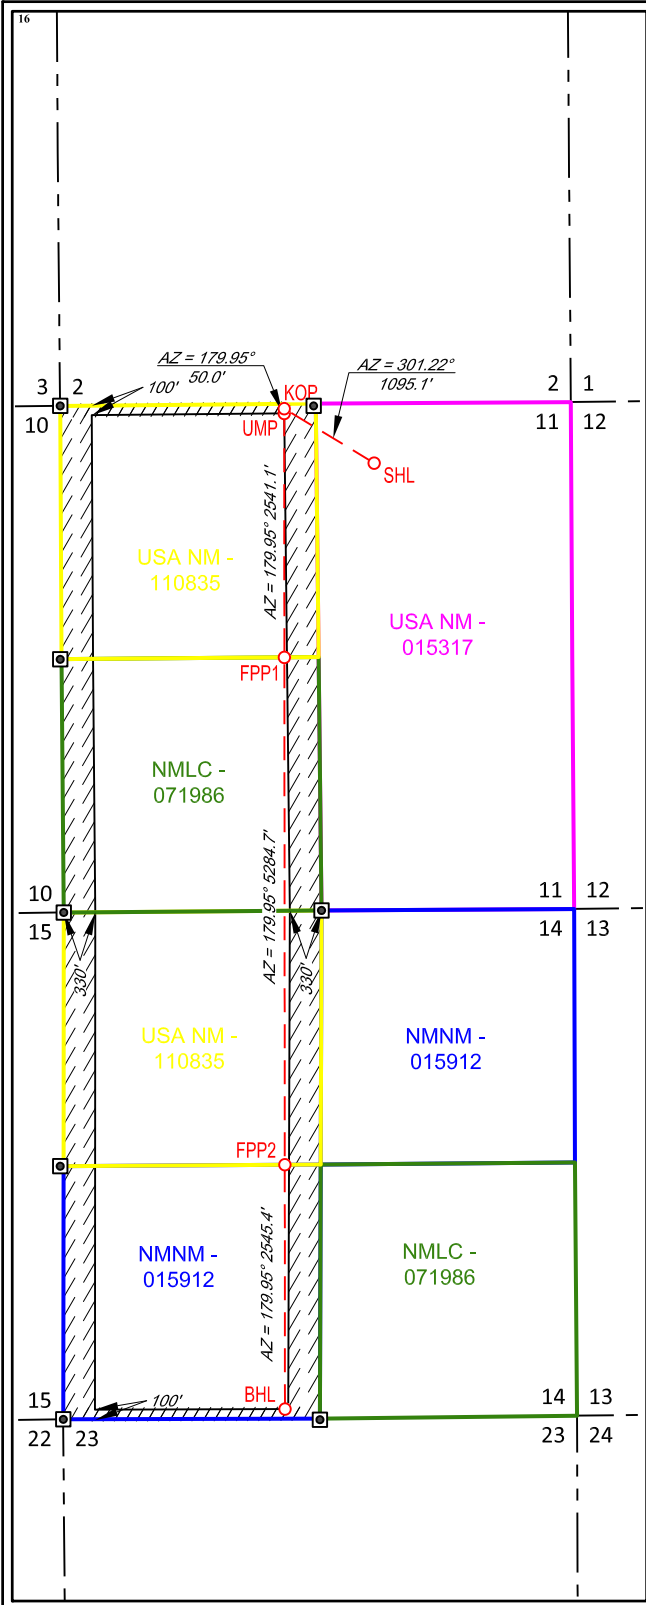 16
AZ = 179.95°
50.0'
AZ = 301.22°
1095.1'
3 2
100'
KOP
2 1
10
UMP
11 12
SHL
AZ = 179.95° 2541.1'
USA NM -
110835
USA NM -
015317
FPP1
NMLC -
071986
AZ = 179.95° 5284.7'
10
11 12
15
14 13
330'
330'
USA NM -
110835
NMNM -
015912
FPP2
AZ = 179.95° 2545.4'
NMNM -
015912
NMLC -
071986
BHL
100'
15
14 13
22 23
23 24